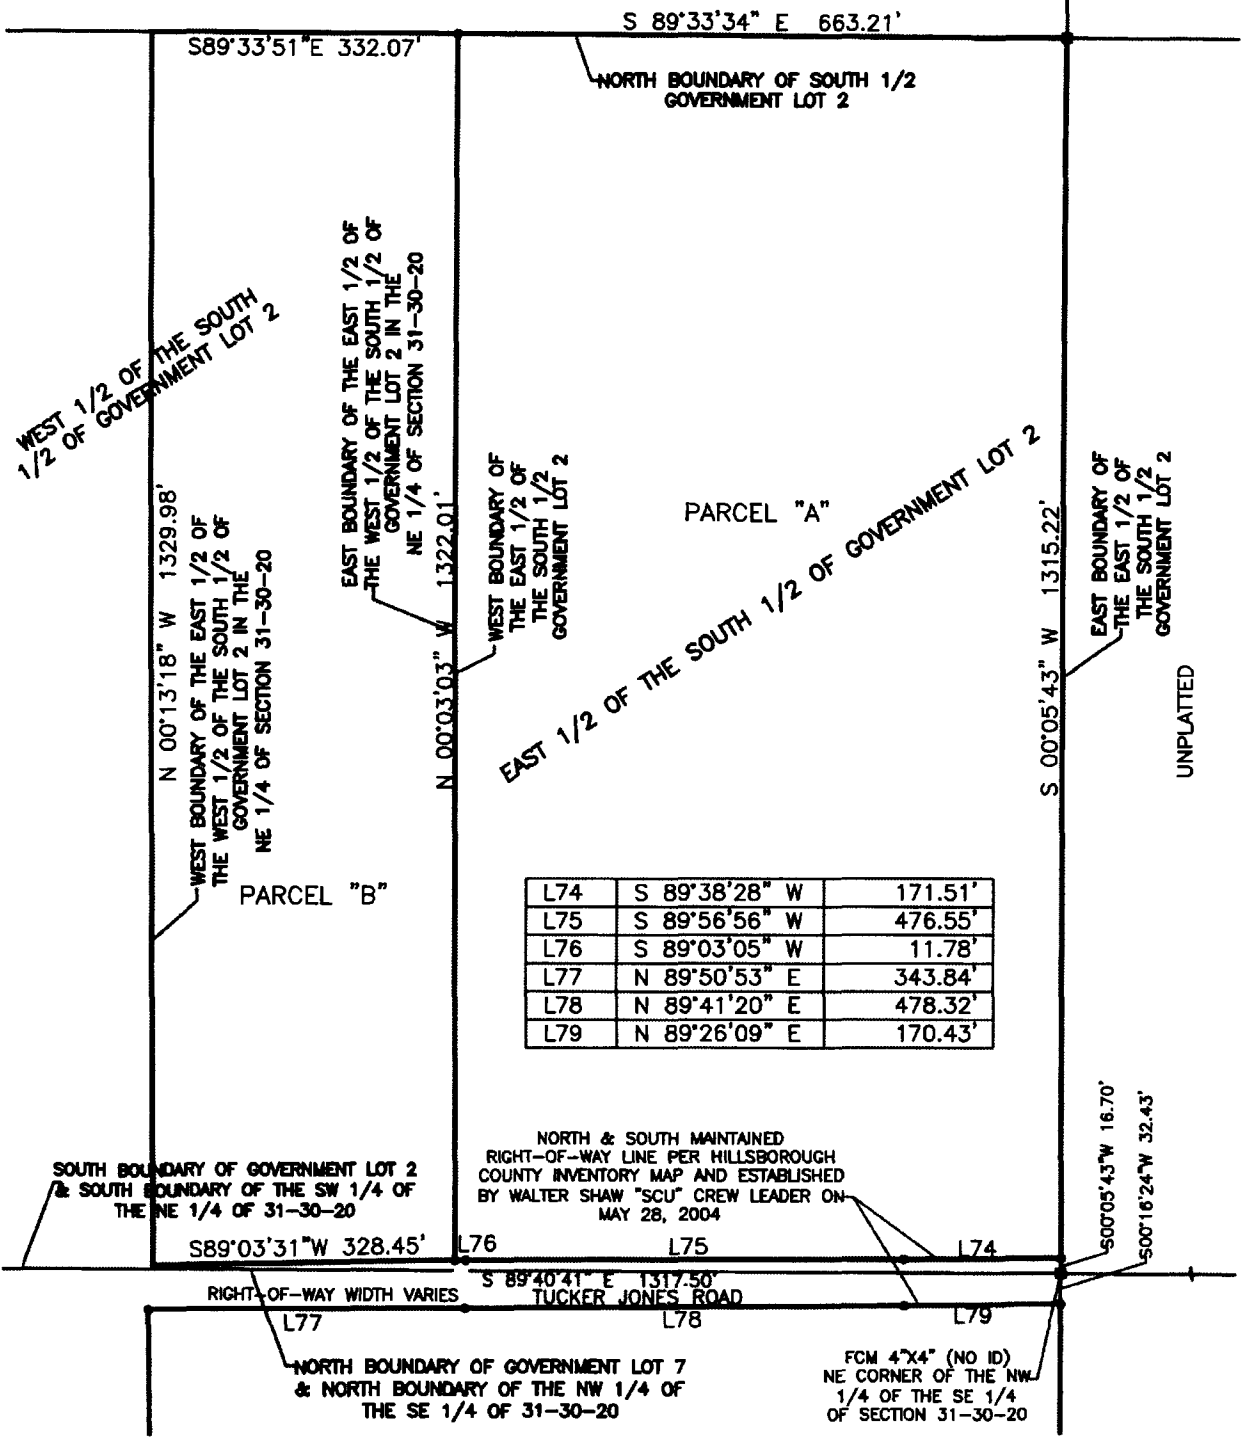 S 89°33'34" E 663.21'
S89°33'51"E 332.07'
NORTH BOUNDARY OF SOUTH 1/2
GOVERNMENT LOT 2
WEST 1/2 OF THE SOUTH
1/2 OF GOVERNMENT LOT 2
EAST BOUNDARY OF THE EAST 1/2 OF
THE WEST 1/2 OF THE SOUTH 1/2 OF
GOVERNMENT LOT 2 IN THE
NE 1/4 OF SECTION 31-30-20
N 00°13'18" W 1329.98'
WEST BOUNDARY OF THE EAST 1/2 OF
THE WEST 1/2 OF THE SOUTH 1/2 OF
GOVERNMENT LOT 2 IN THE
NE 1/4 OF SECTION 31-30-20
N 00°03'03" W 1322.01'
WEST BOUNDARY OF
THE EAST 1/2 OF
THE SOUTH 1/2
GOVERNMENT LOT 2
PARCEL "A"
EAST 1/2 OF THE SOUTH 1/2 OF GOVERNMENT LOT 2
S 00°05'43" W 1315.22'
EAST BOUNDARY OF
THE EAST 1/2 OF
THE SOUTH 1/2
GOVERNMENT LOT 2
UNPLATTED
PARCEL "B"
L74 S 89°38'28" W 171.51'
L75 S 89°56'56" W 476.55'
L76 S 89°03'05" W 11.78'
L77 N 89°50'53" E 343.84'
L78 N 89°41'20" E 478.32'
L79 N 89°26'09" E 170.43'
S00°05'43"W 16.70'
S00°16'24"W 32.43'
NORTH & SOUTH MAINTAINED
RIGHT-OF-WAY LINE PER HILLSBOROUGH
COUNTY INVENTORY MAP AND ESTABLISHED
BY WALTER SHAW "SCU" CREW LEADER ON
MAY 28, 2004
SOUTH BOUNDARY OF GOVERNMENT LOT 2
& SOUTH BOUNDARY OF THE SW 1/4 OF
THE NE 1/4 OF 31-30-20
S89°03'31"W 328.45'
L76
L75
L74
S 89°40'41" E 1317.50'
RIGHT-OF-WAY WIDTH VARIES
TUCKER JONES ROAD
L77
L78
L79
NORTH BOUNDARY OF GOVERNMENT LOT 7
& NORTH BOUNDARY OF THE NW 1/4 OF
THE SE 1/4 OF 31-30-20
FCM 4"X4" (NO ID)
NE CORNER OF THE NW
1/4 OF THE SE 1/4
OF SECTION 31-30-20